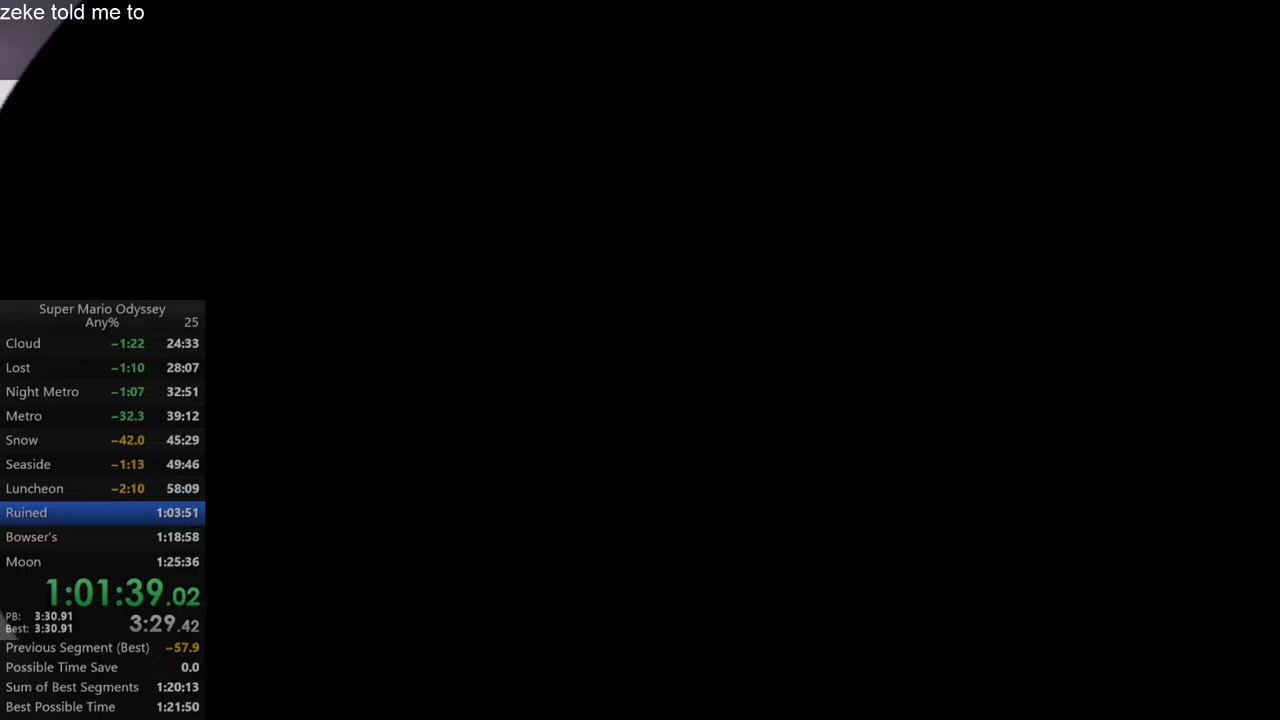 zeke told me to
Super Mario Odyssey
Any% 25
Cloud -1:22 24:33
Lost -1:10 28:07
Night Metro -1:07 32:51
Metro -32.3 39:12
Snow -42.0 45:29
Seaside -1:13 49:46
Luncheon -2:10 58:09
Ruined 1:03:51
Bowser's 1:18:58
Moon 1:25:36
1:01:39.02
PB: 3:30.91
Best: 3:30.91
3:29.42
Previous Segment (Best) -57.9
Possible Time Save 0.0
Sum of Best Segments 1:20:13
Best Possible Time 1:21:50